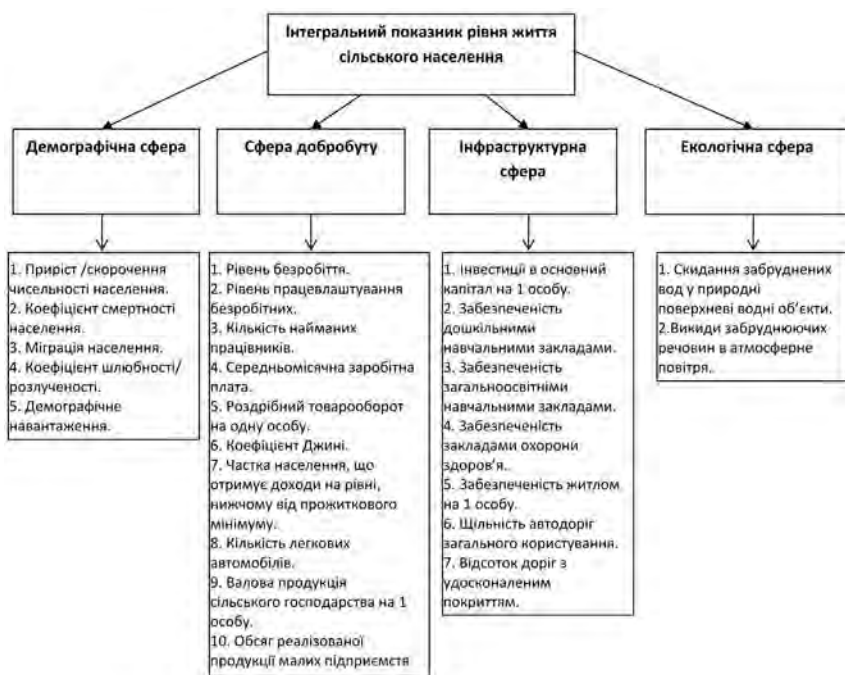 Інтегральний показник рівня життя
сільського населення
Демографічна сфера
Сфера добробуту
Інфраструктурна
сфера
Екологічна сфера
1. Приріст /скорочення
чисельності населення.
2. Коефіцієнт смертності
населення.
3. Міграція населення.
4. Коефіцієнт шлюбності/
розлученості.
5. Демографічне
навантаження.
1. Рівень безробіття.
2. Рівень працевлаштування
безробітних.
3. Кількість найманих
працівників.
4. Середньомісячна заробітна
плата.
5. Роздрібний товарооборот
на одну особу.
6. Коефіцієнт Джині.
7. Частка населення, що
отримує доходи на рівні,
нижчому від прожиткового
мінімуму.
8. Кількість легкових
автомобілів.
9. Валова продукція
сільського господарства на 1
особу.
10. Обсяг реалізованої
продукції малих підприємств
1. Інвестиції в основний
капітал на 1 особу.
2. Забезпеченість
дошкільними
навчальними закладами.
3. Забезпеченість
загальноосвітніми
навчальними закладами.
4. Забезпеченість
закладами охорони
здоров’я.
5. Забезпеченість житлом
на 1 особу.
6. Щільність автодоріг
загального користування.
7. Відсоток доріг з
удосконаленим
покриттям.
1. Скидання забруднених
вод у природні
поверхневі водні об’єкти.
2.Викиди забруднюючих
речовин в атмосферне
повітря.